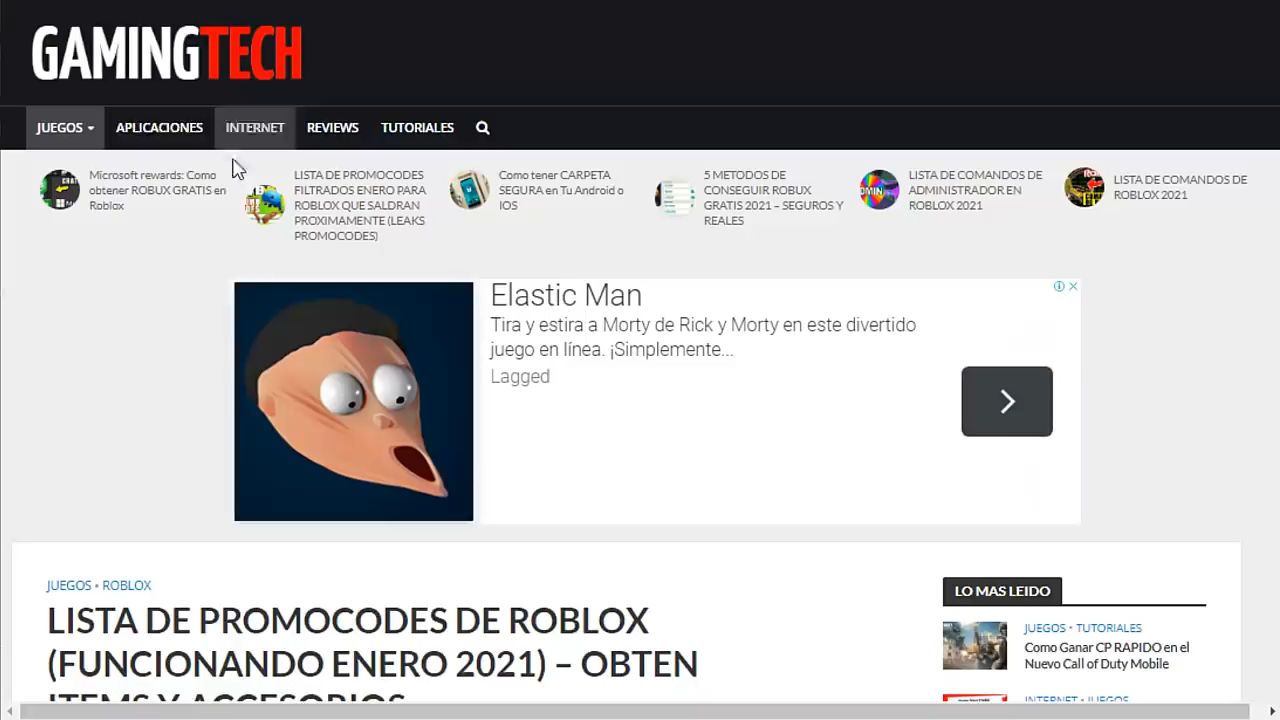 GAMINGTECH
JUEGOS APLICACIONES INTERNET REVIEWS TUTORIALES
Microsoft rewards: Como
obtener ROBUX GRATIS en
Roblox
LISTA DE PROMOCODES
FILTRADOS ENERO PARA
ROBLOX QUE SALDRAN
PROXIMAMENTE (LEAKS
PROMOCODES)
Como tener CARPETA
SEGURA en Tu Android o
IOS
5 METODOS DE
CONSEGUIR ROBUX
GRATIS 2021 – SEGUROS Y
REALES
LISTA DE COMANDOS DE
ADMINISTRADOR EN
ROBLOX 2021
LISTA DE COMANDOS DE
ROBLOX 2021
Elastic Man
Tira y estira a Morty de Rick y Morty en este divertido
juego en línea. ¡Simplemente...
Lagged
JUEGOS • ROBLOX
LISTA DE PROMOCODES DE ROBLOX
(FUNCIONANDO ENERO 2021) – OBTEN
ITEMS Y ACCESORIOS
LO MAS LEIDO
JUEGOS • TUTORIALES
Como Ganar CP RAPIDO en el
Nuevo Call of Duty Mobile
INTERNET • JUEGOS